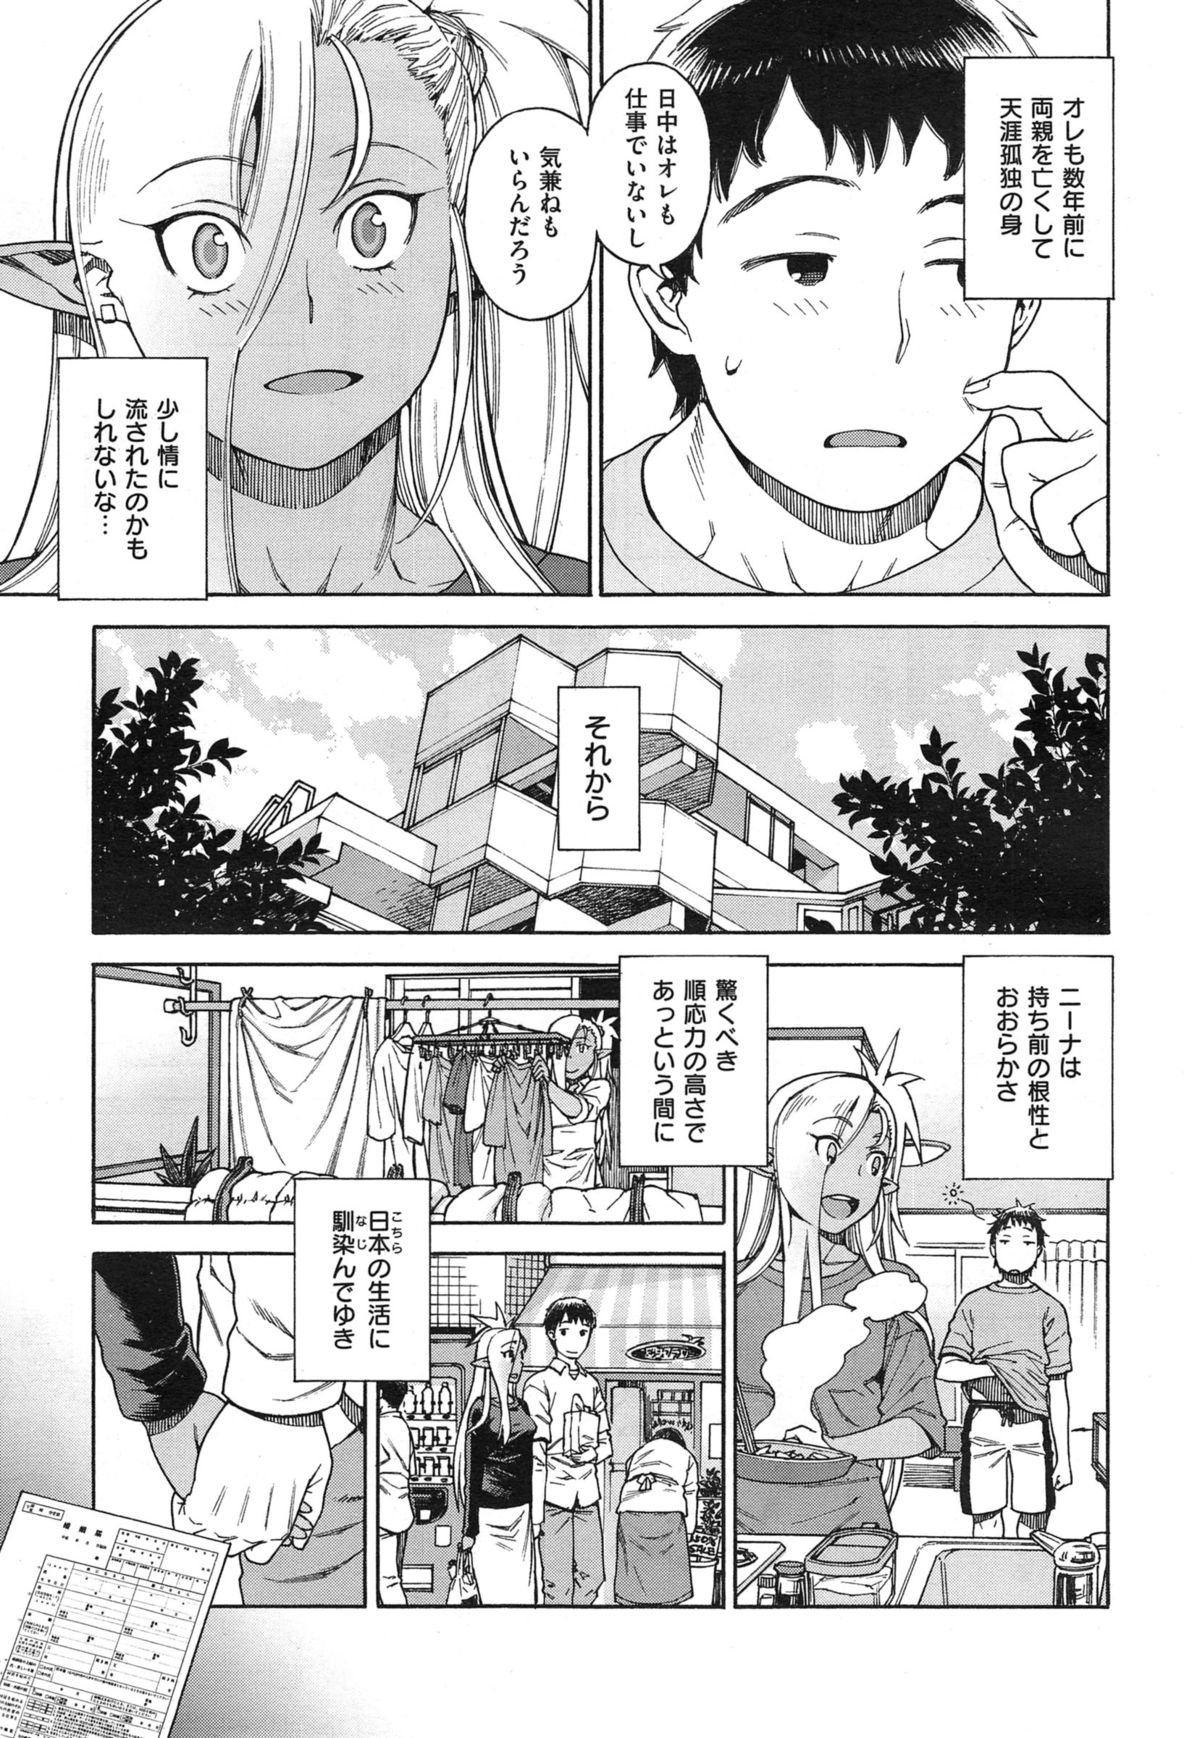 オレも数年前に
両親を亡くして
天涯孤独の身
日中はオレも
仕事でいないし
気兼ねも
いらんだろう
少し情に
流されたのかも
しれないな…
それから
ニーナは
持ち前の根性と
おおらかさ
驚くべき
順応力の高さで
あっという間に
日本の生活に
こちら
馴染んでゆき
なじ
婚姻届